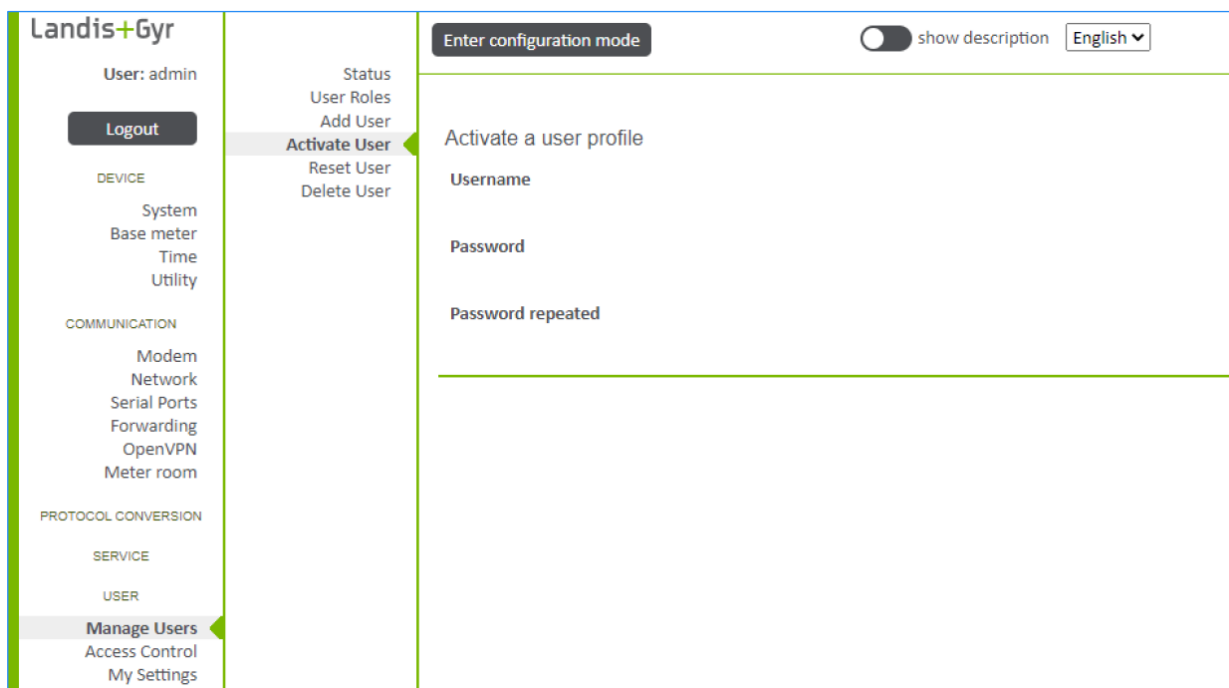 Landis+Gyr
User: admin
Logout
DEVICE
System
Base meter
Time
Utility
COMMUNICATION
Modem
Network
Serial Ports
Forwarding
OpenVPN
Meter room
PROTOCOL CONVERSION
SERVICE
USER
Manage Users
Access Control
My Settings
Status
User Roles
Add User
Activate User
Reset User
Delete User
Enter configuration mode
show description
English
Activate a user profile
Username
Password
Password repeated